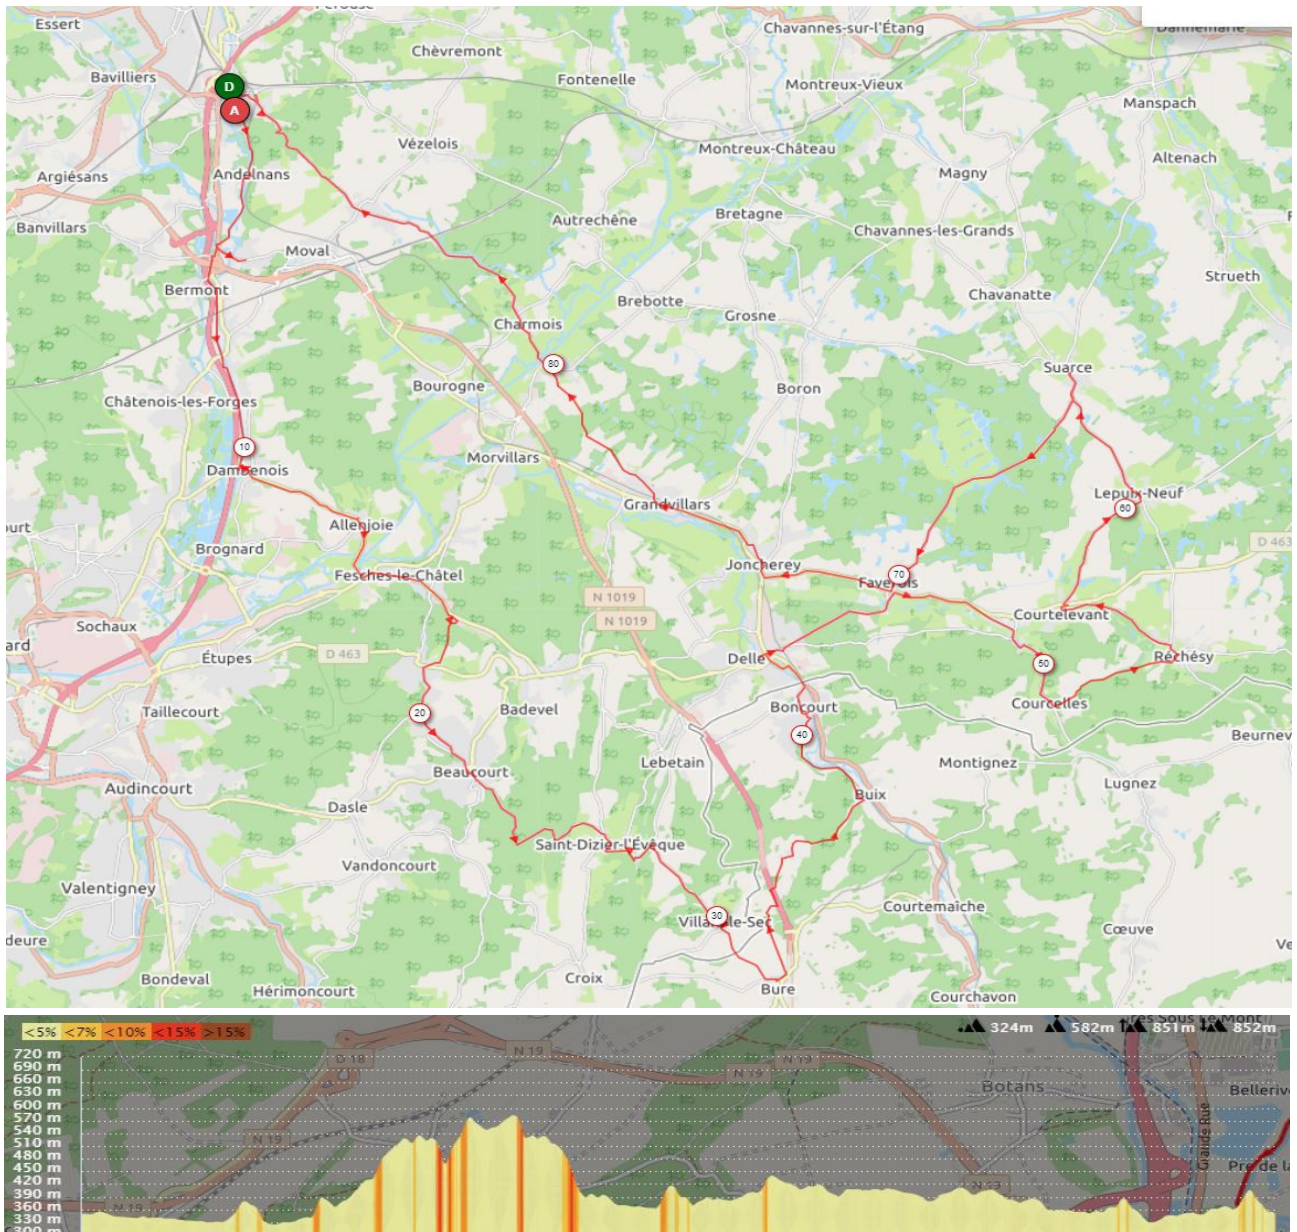 Essert
Chèvremont
Chavannes-sur-l'Étang
Bavilliers
Fontenelle
Montreux-Vieux
D
A
Manspach
Vézelois
Montreux-Château
Altenach
Argiésans
Andelnans
Magny
Autrechêne
Bretagne
Banvillars
Chavannes-les-Grands
Moval
Strueth
Bermont
Chavanatte
Brebotte
Grosne
Charmois
80
Suarce
Bourogne
Boron
Châtenois-les-Forges
10
Morvillars
Dambenois
Lepuix-Neuf
Grandvillars
60
Allenjoie
D 463
Brognard
Joncherey
Fesches-le-Châtel
70
N 1019
Courtelevant
N 1019
Sochaux
Étupes
D 463
Delle
50
Réchésy
Courcelles
Taillecourt
20
Badevel
Boncourt
40
Beurnev
Lebetain
Montignez
Beaucourt
Lugnez
Audincourt
Buix
Dasle
Saint-Dizier-l'Évêque
Vandoncourt
Valentigney
30
Courtemaîche
Cœuve
Bondeval
Croix
Hérimoncourt
Bure
Courchavon
<5% <7% <10% <15% >15%
324m 582m 851m 852m
720 m
690 m
660 m
630 m
600 m
570 m
540 m
510 m
480 m
450 m
420 m
390 m
360 m
330 m
300 m
D 18
N 19
N 19
N 19
Botans
N 19
Grande Rue
N 19
N 19